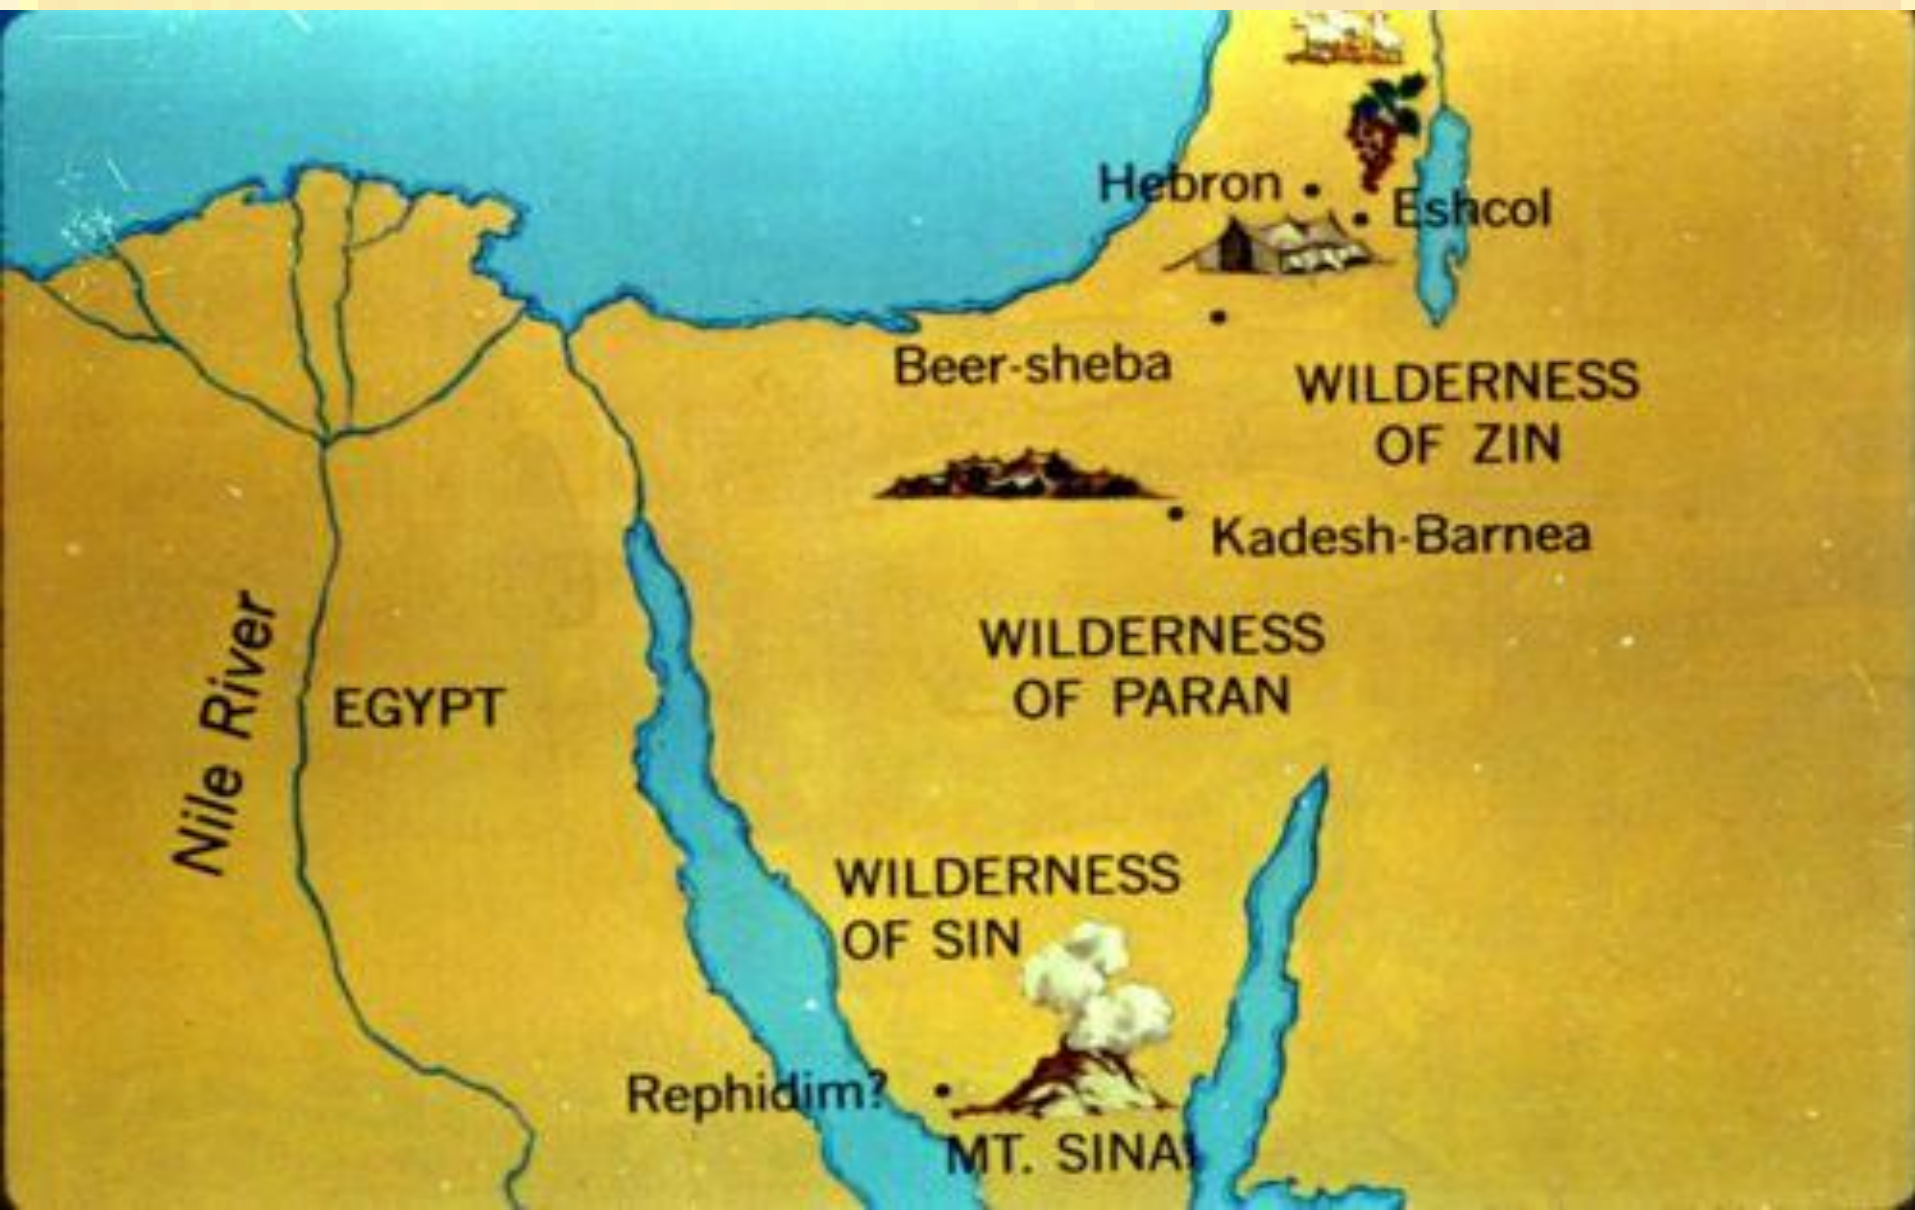 Hebron
Eshcol
Beer-sheba
WILDERNESS
OF ZIN
Kadesh-Barnea
WILDERNESS
OF PARAN
Nile River
EGYPT
WILDERNESS
OF SIN
Rephidim?
MT. SINAI